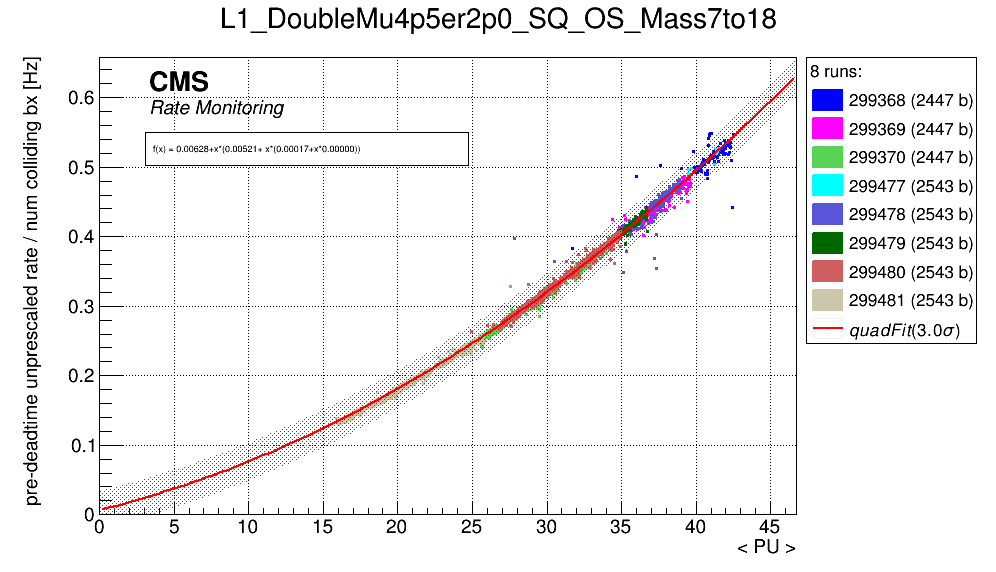 L1_DoubleMu4p5er2p0_SQ_OS_Mass7to18
pre-deadtime unprescaled rate / num colliding bx [Hz]
CMS
Rate Monitoring
f(x) = 0.00628+x*(0.00521+ x*(0.00017+x*0.00000))
0.6
0.5
0.4
0.3
0.2
0.1
0
0 5 10 15 20 25 30 35 40 45
< PU >
8 runs:
299368 (2447 b)
299369 (2447 b)
299370 (2447 b)
299477 (2543 b)
299478 (2543 b)
299479 (2543 b)
299480 (2543 b)
299481 (2543 b)
quadFit(3.0σ)